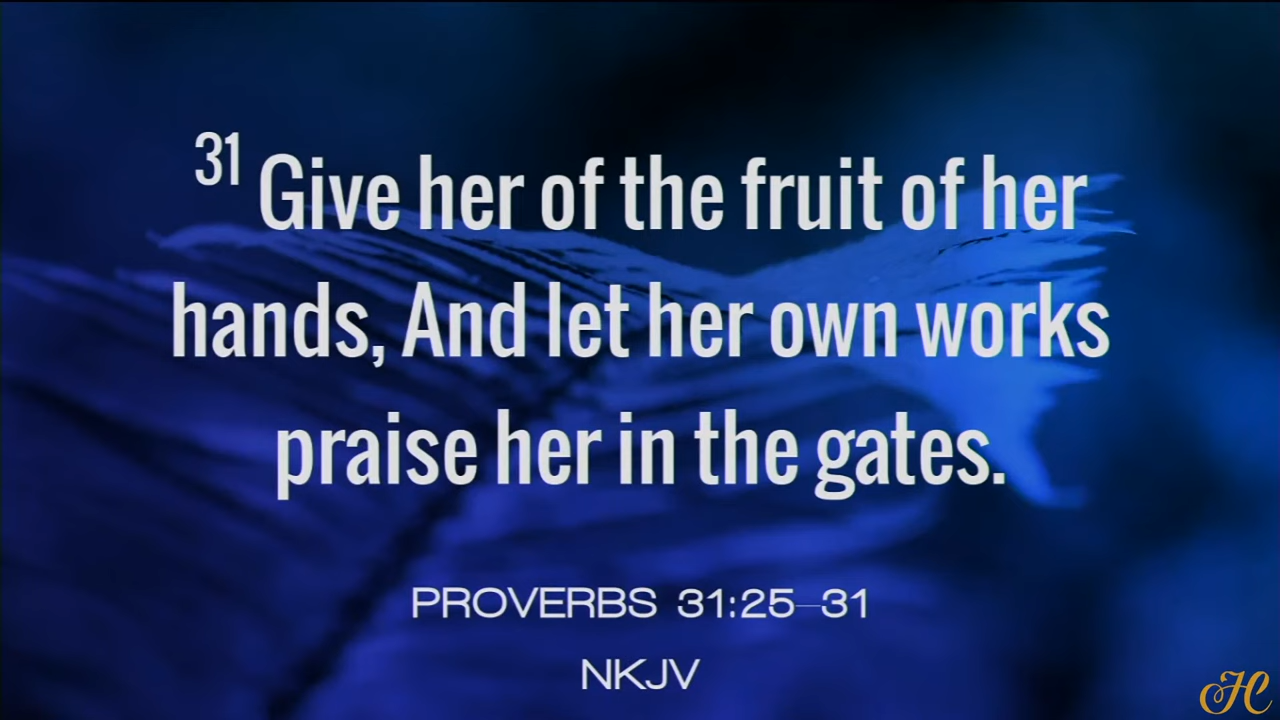 31 Give her of the fruit of her
hands, And let her own works
praise her in the gates.
PROVERBS 31:25–31
NKJV
HC